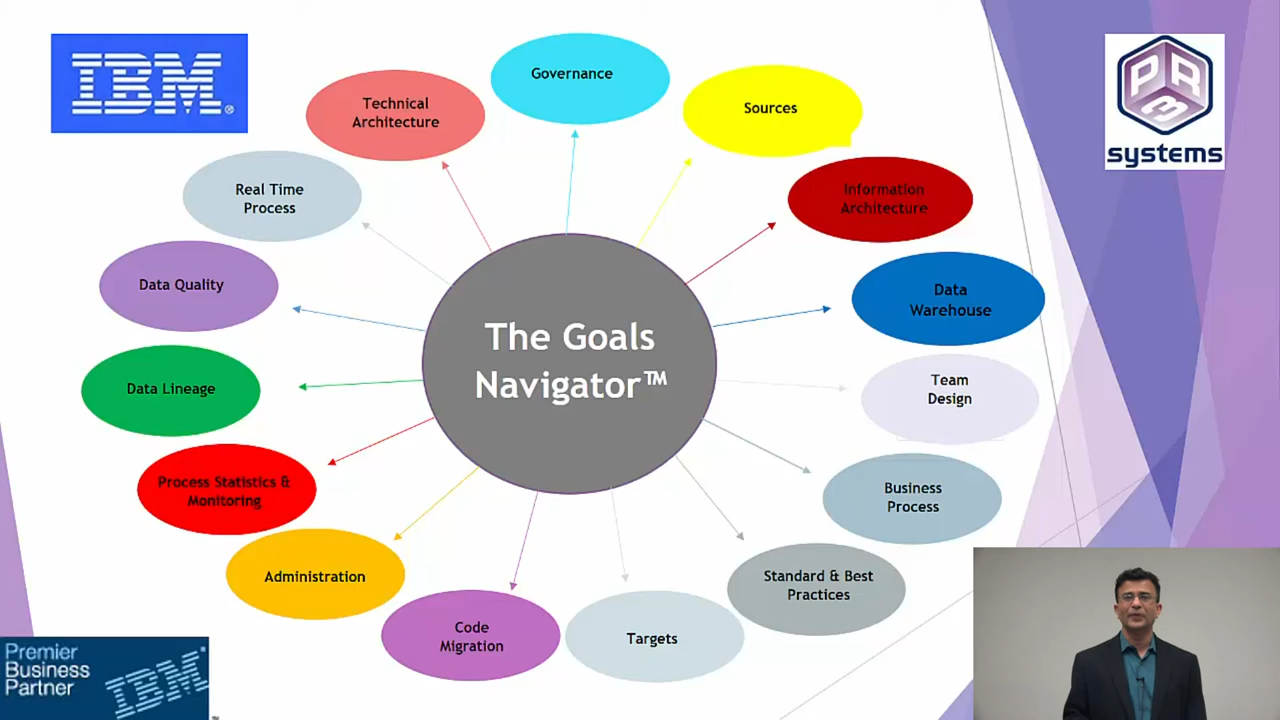 IBM®
Governance
Technical
Architecture
Sources
PR3
systems
Real Time
Process
Information
Architecture
Data Quality
Data
Warehouse
The Goals
Navigator™
Data Lineage
Team
Design
Process Statistics &
Monitoring
Business
Process
Administration
Standard & Best
Practices
Code
Migration
Targets
Premier
Business
Partner
IBM®
™